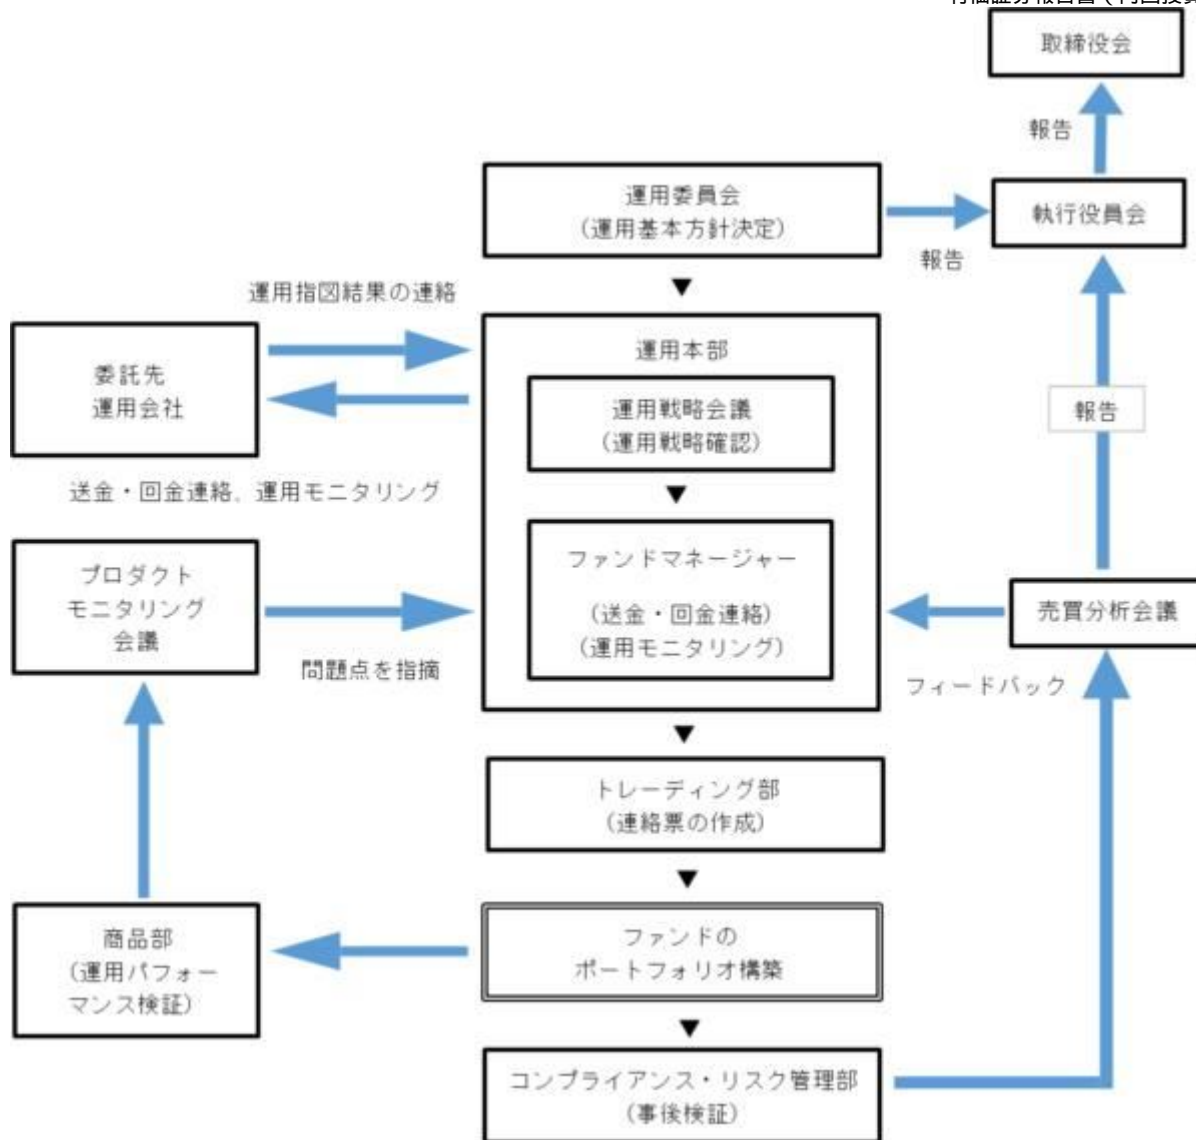 取締役会
報告
運用委員会
（運用基本方針決定）
執行役員会
報告
運用指図結果の連絡
委託先
運用会社
運用本部
運用戦略会議
（運用戦略確認）
報告
送金・回金連絡、運用モニタリング
プロダクト
モニタリング
会議
ファンドマネージャー
（送金・回金連絡）
（運用モニタリング）
売買分析会議
問題点を指摘
フィードバック
トレーディング部
（連絡票の作成）
商品部
（運用パフォー
マンス検証）
ファンドの
ポートフォリオ構築
コンプライアンス・リスク管理部
（事後検証）